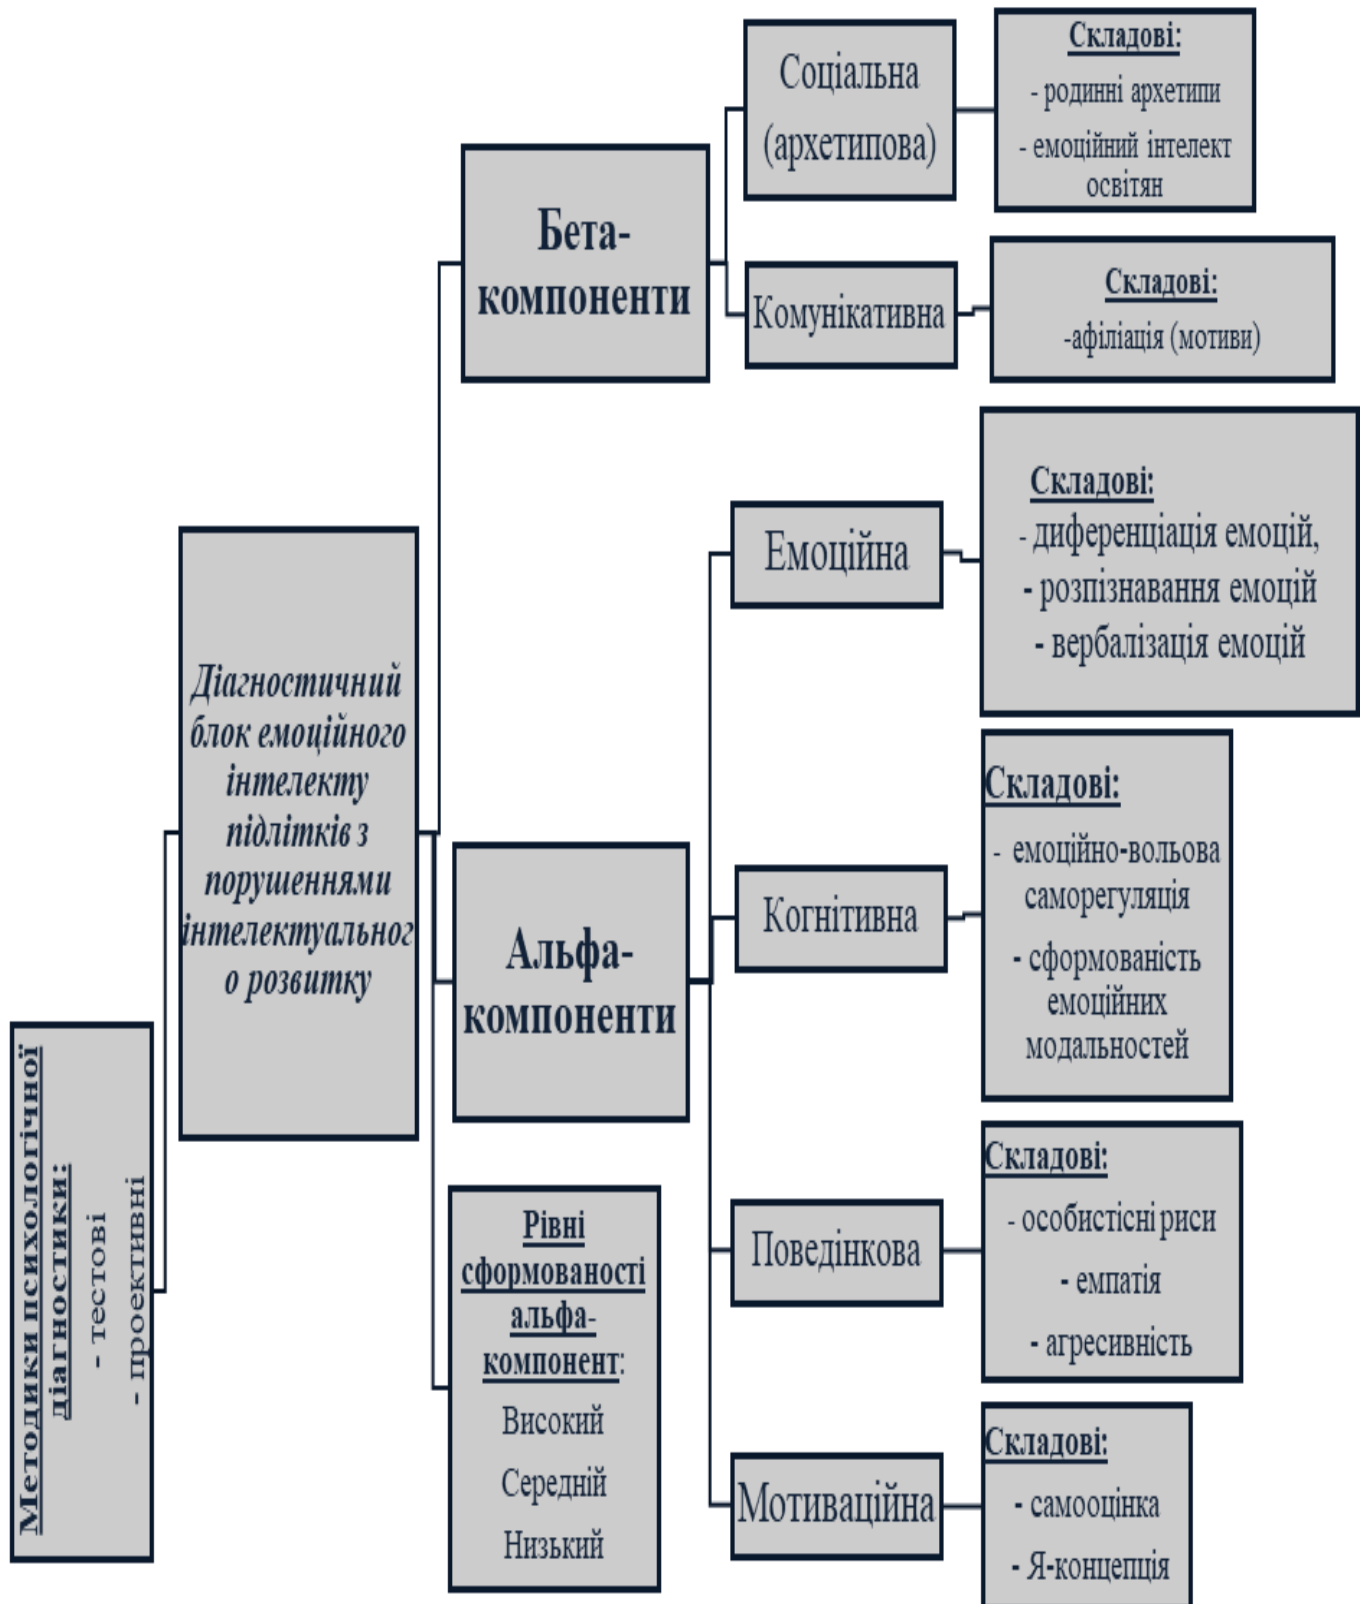 Методики психологічної
діагностики:
- тестові
- проективні
Діагностичний
блок емоційного
інтелекту
підлітків з
порушеннями
інтелектуальног
о розвитку
Бета-
компоненти
Соціальна
(архетипова)
Складові:
- родинні архетипи
- емоційний інтелект
освітян
Комунікативна
Складові:
-афіліація (мотиви)
Альфа-
компоненти
Емоційна
Складові:
- диференціація емоцій,
- розпізнавання емоцій
- вербалізація емоцій
Когнітивна
Складові:
- емоційно-вольова
саморегуляція
- сформованість
емоційних
модальностей
Поведінкова
Складові:
- особистісні риси
- емпатія
- агресивність
Мотиваційна
Складові:
- самооцінка
- Я-концепція
Рівні
сформованості
альфа-
компонент:
Високий
Середній
Низький